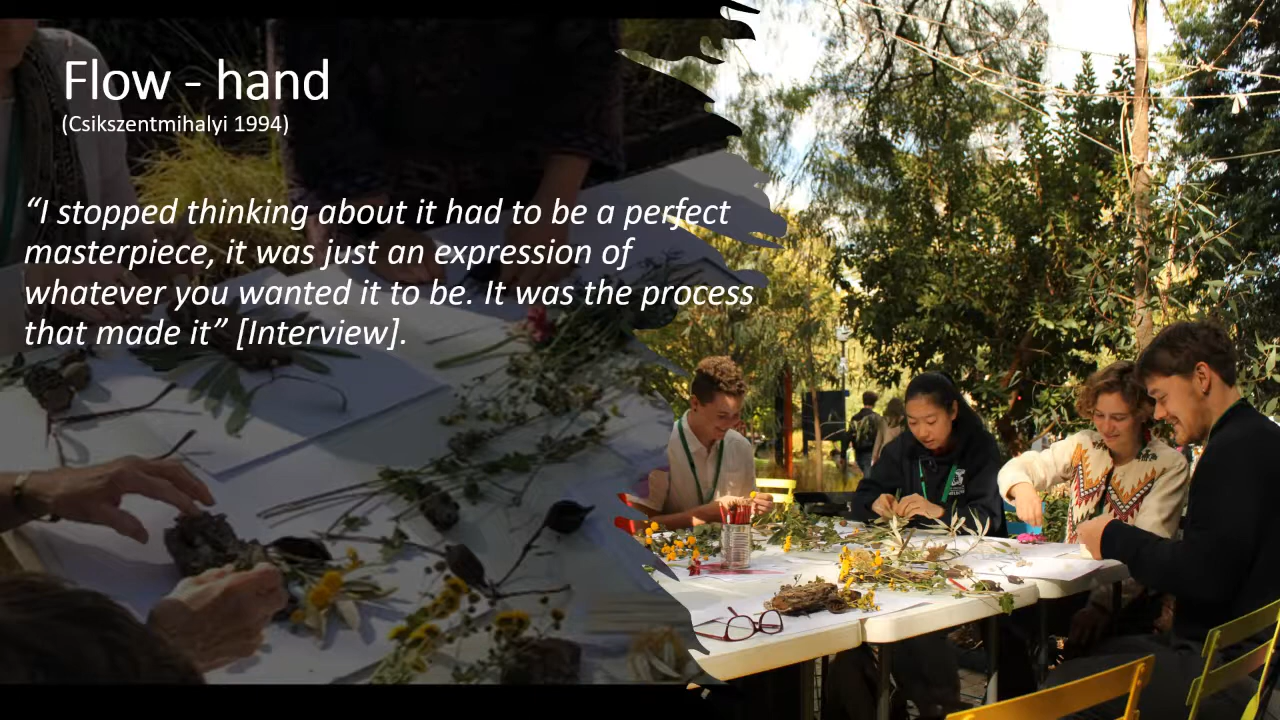 Flow - hand
(Csikszentmihalyi 1994)
“I stopped thinking about it had to be a perfect
masterpiece, it was just an expression of
whatever you wanted it to be. It was the process
that made it” [Interview].